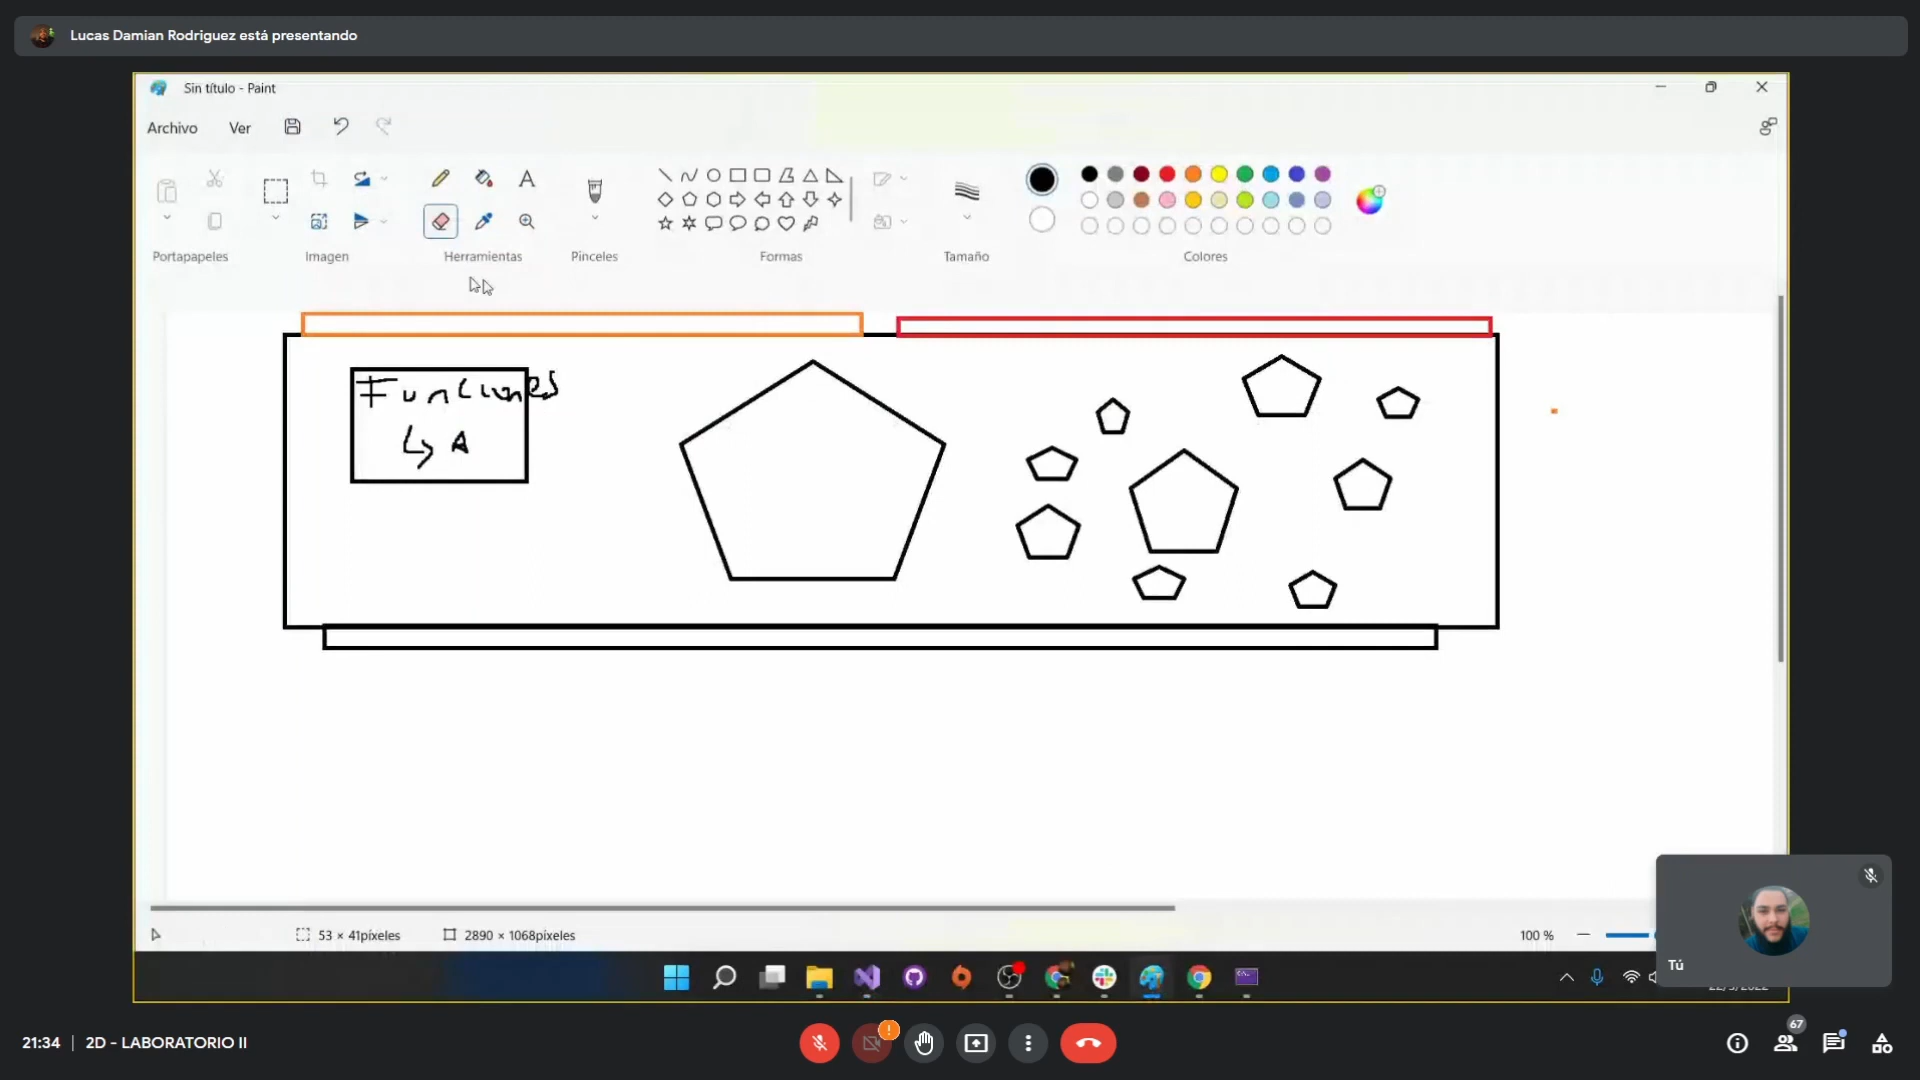 Lucas Damian Rodriguez está presentando
Sin título - Paint
Archivo Ver
Portapapeles Imagen Herramientas Pinceles Formas Tamaño Colores
Funciones
↳ A
53 × 41píxeles 2890 × 1068píxeles 100 %
Tú
21:34 | 2D - LABORATORIO II
67